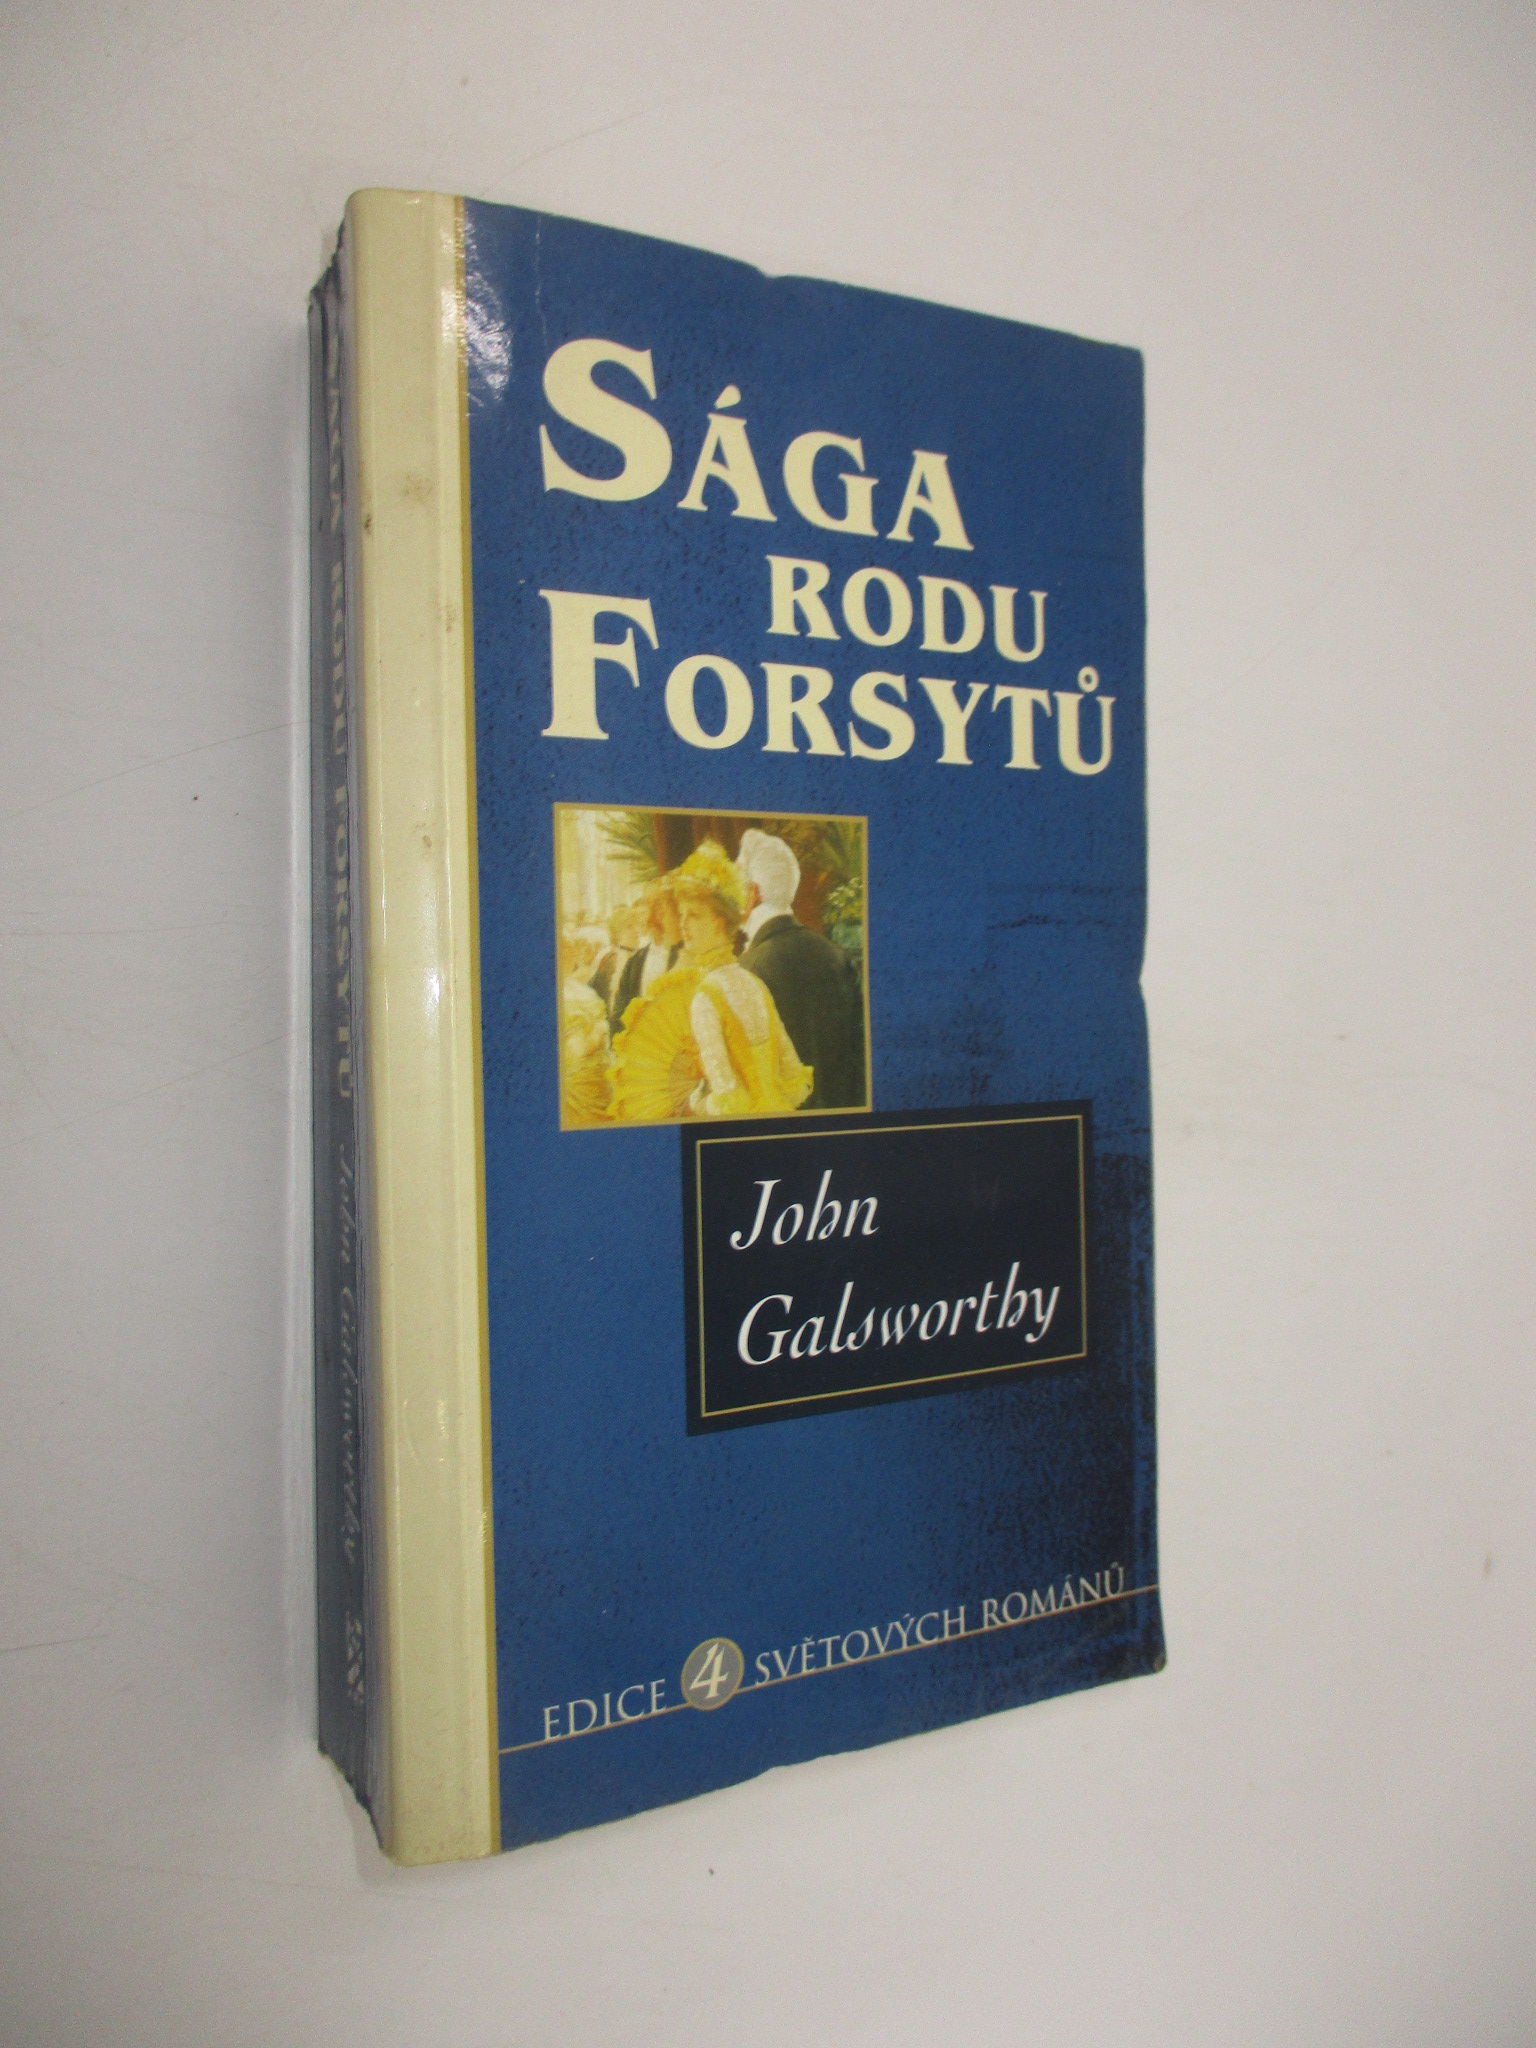 SÁGA
RODU
FORSYTŮ
John
Galsworthy
EDICE 4 SVĚTOVÝCH ROMÁNŮ
SÁGA RODU FORSYTŮ John Galsworthy